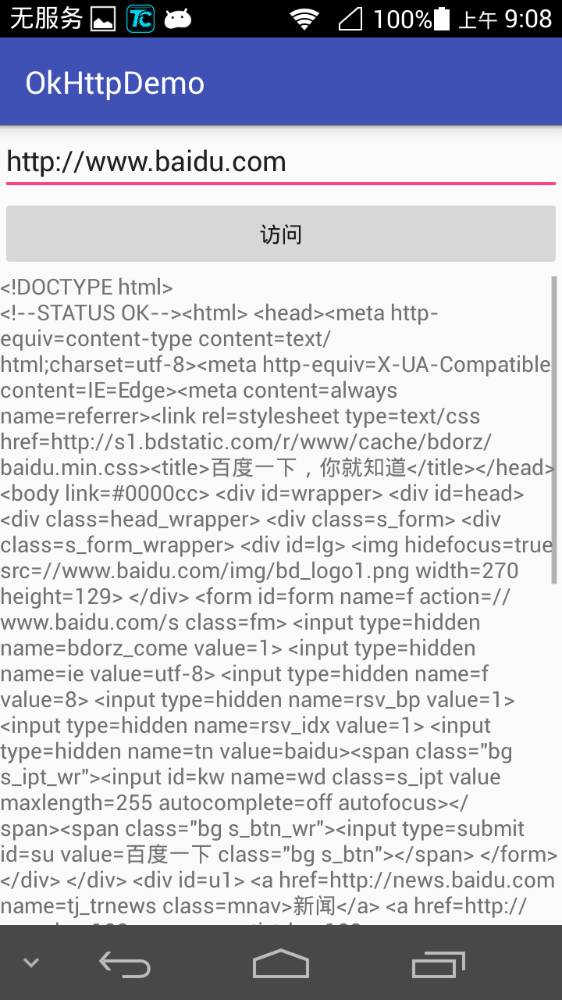 无服务 TC 100% 上午 9:08
OkHttpDemo
http://www.baidu.com
访问
<!DOCTYPE html>
<!--STATUS OK--><html> <head><meta http-
equiv=content-type content=text/
html;charset=utf-8><meta http-equiv=X-UA-Compatible
content=IE=Edge><meta content=always
name=referrer><link rel=stylesheet type=text/css
href=http://s1.bdstatic.com/r/www/cache/bdorz/
baidu.min.css><title>百度一下，你就知道</title></head>
<body link=#0000cc> <div id=wrapper> <div id=head>
<div class=head_wrapper> <div class=s_form> <div
class=s_form_wrapper> <div id=lg> <img hidefocus=true
src=//www.baidu.com/img/bd_logo1.png width=270
height=129> </div> <form id=form name=f action=//
www.baidu.com/s class=fm> <input type=hidden
name=bdorz_come value=1> <input type=hidden
name=ie value=utf-8> <input type=hidden name=f
value=8> <input type=hidden name=rsv_bp value=1>
<input type=hidden name=rsv_idx value=1> <input
type=hidden name=tn value=baidu><span class="bg
s_ipt_wr"><input id=kw name=wd class=s_ipt value
maxlength=255 autocomplete=off autofocus></
span><span class="bg s_btn_wr"><input type=submit
id=su value=百度一下 class="bg s_btn"></span> </form>
</div> </div> <div id=u1> <a href=http://news.baidu.com
name=tj_trnews class=mnav>新闻</a> <a href=http://